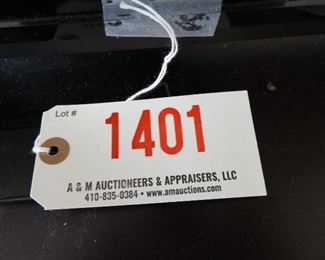 Lot #
1401
A & M AUCTIONEERS & APPRAISERS, LLC
410-835-0384 • www.amauctions.com